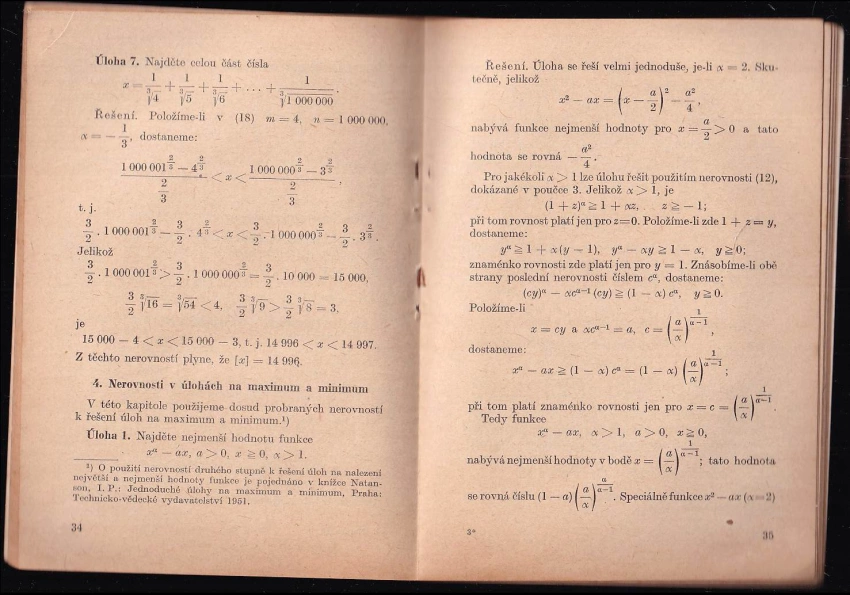 Úloha 7. Najděte celou část čísla
x = 1/∛4 + 1/∛5 + 1/∛6 + . . . + 1/∛1 000 000 .
Řešení. Položíme-li v (18) m = 4, n = 1 000 000,
α = − 1/3, dostaneme:
(1 000 001^(2/3) − 4^(2/3))/(2/3) < x < (1 000 000^(2/3) − 3^(2/3))/(2/3) ,
t. j.
3/2 . 1 000 001^(2/3) − 3/2 . 4^(2/3) < x < 3/2 . 1 000 000^(2/3) − 3/2 . 3^(2/3).
Jelikož
3/2 . 1 000 001^(2/3) > 3/2 . 1 000 000^(2/3) = 3/2 . 10 000 = 15 000,
3/2 ∛16 = ∛54 < 4, 3/2 ∛9 > 3/2 ∛8 = 3,
je
15 000 − 4 < x < 15 000 − 3, t. j. 14 996 < x < 14 997.
Z těchto nerovností plyne, že [x] = 14 996.
4. Nerovnosti v úlohách na maximum a minimum
V této kapitole použijeme dosud probraných nerovností
k řešení úloh na maximum a minimum.¹)
Úloha 1. Najděte nejmenší hodnotu funkce
x^α − ax, a > 0, x ≧ 0, α > 1.
¹) O použití nerovností druhého stupně k řešení úloh na nalezení
největší a nejmenší hodnoty funkce je pojednáno v knížce Natan-
son, I. P.: Jednoduché úlohy na maximum a minimum, Praha:
Technicko-vědecké vydavatelství 1951.
34
Řešení. Úloha se řeší velmi jednoduše, je-li α = 2. Sku-
tečně, jelikož
x² − ax = (x − a/2)² − a²/4 ,
nabývá funkce nejmenší hodnoty pro x = a/2 > 0 a tato
hodnota se rovná − a²/4 .
Pro jakékoli α > 1 lze úlohu řešit použitím nerovnosti (12),
dokázané v poučce 3. Jelikož α > 1, je
(1 + z)^α ≧ 1 + αz, z ≧ − 1;
při tom rovnost platí jen pro z=0. Položíme-li zde 1 + z = y,
dostaneme:
y^α ≧ 1 + α(y − 1), y^α − αy ≧ 1 − α, y ≧ 0;
znaménko rovnosti zde platí jen pro y = 1. Znásobíme-li obě
strany poslední nerovnosti číslem c^α, dostaneme:
(cy)^α − αc^(α−1) (cy) ≧ (1 − α) c^α, y ≧ 0.
Položíme-li
x = cy a αc^(α−1) = a, c = (a/α)^(1/(α−1)) ,
dostaneme:
x^α − ax ≧ (1 − α) c^α = (1 − α) (a/α)^(1/(α−1)) ;
při tom platí znaménko rovnosti jen pro x = c = (a/α)^(1/(α−1)) .
Tedy funkce
x^α − ax, α > 1, a > 0, x ≧ 0,
nabývá nejmenší hodnoty v bodě x = (a/α)^(1/(α−1)) ; tato hodnota
se rovná číslu (1 − a) (a/α)^(α/(α−1)) . Speciálně funkce x² − ax (α = 2)
3*
35